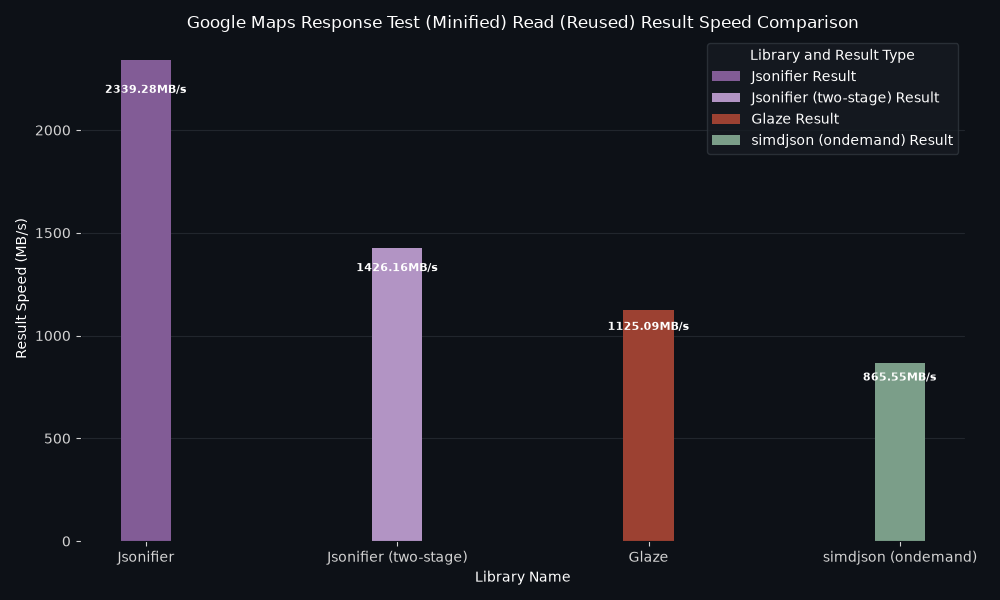 Google Maps Response Test (Minified) Read (Reused) Result Speed Comparison
Library and Result Type
Jsonifier Result
Jsonifier (two-stage) Result
Glaze Result
simdjson (ondemand) Result
Result Speed (MB/s)
2000
1500
1000
500
0
2339.28MB/s
1426.16MB/s
1125.09MB/s
865.55MB/s
Jsonifier
Jsonifier (two-stage)
Glaze
simdjson (ondemand)
Library Name